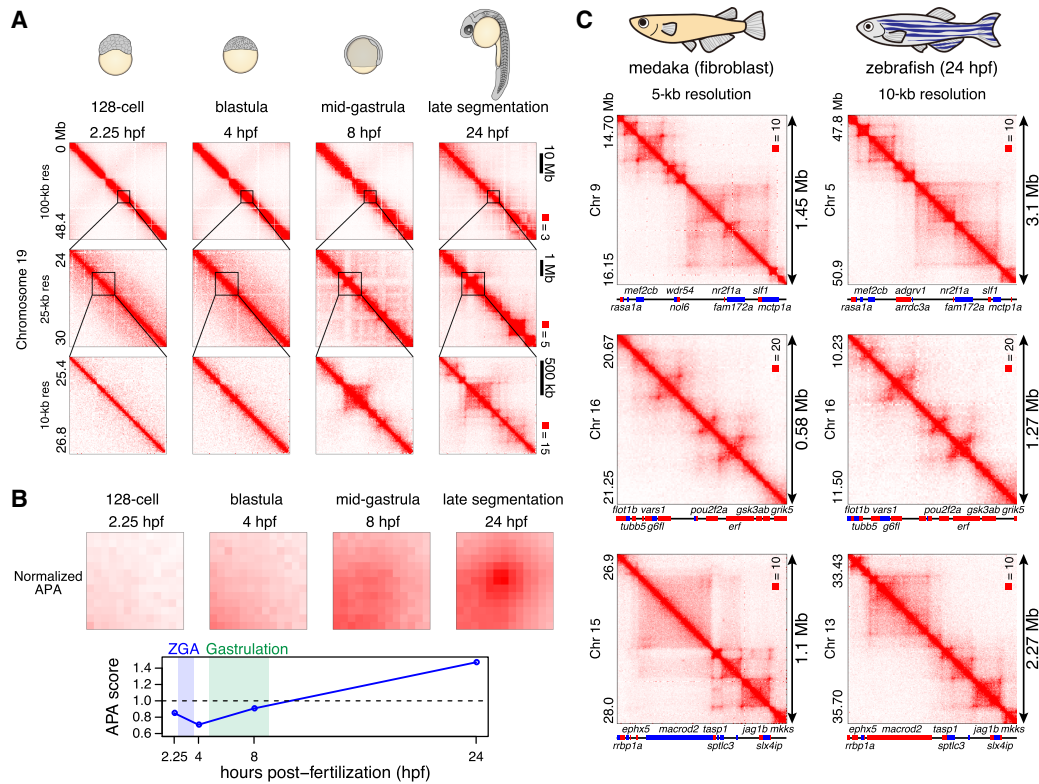 A
128-cell
blastula
mid-gastrula
late segmentation
2.25 hpf
4 hpf
8 hpf
24 hpf
0 Mb
100-kb res
48.4
10 Mb
= 3
Chromosome 19
24
25-kb res
30
1 Mb
= 5
25.4
10-kb res
26.8
500 kb
= 15
B
128-cell
blastula
mid-gastrula
late segmentation
2.25 hpf
4 hpf
8 hpf
24 hpf
Normalized
APA
ZGA
Gastrulation
APA score
1.4
1.2
1.0
0.8
0.6
2.25
4
8
24
hours post−fertilization (hpf)
C
medaka (fibroblast)
5-kb resolution
zebrafish (24 hpf)
10-kb resolution
14.70 Mb
Chr 9
16.15
= 10
1.45 Mb
mef2cb wdr54 nr2f1a slf1
rasa1a nol6 fam172a mctp1a
47.8 Mb
Chr 5
50.9
= 10
3.1 Mb
mef2cb adgrv1 nr2f1a slf1
rasa1a arrdc3a fam172a mctp1a
20.67
Chr 16
21.25
= 20
0.58 Mb
flot1b vars1 pou2f2a gsk3ab grik5
tubb5 g6fl erf
10.23
Chr 16
11.50
= 20
1.27 Mb
flot1b vars1 pou2f2a gsk3ab grik5
tubb5 g6fl erf
26.9
Chr 15
28.0
= 10
1.1 Mb
ephx5 macrod2 tasp1 jag1b mkks
rrbp1a sptlc3 slx4ip
33.43
Chr 13
35.70
= 10
2.27 Mb
ephx5 macrod2 tasp1 jag1b mkks
rrbp1a sptlc3 slx4ip